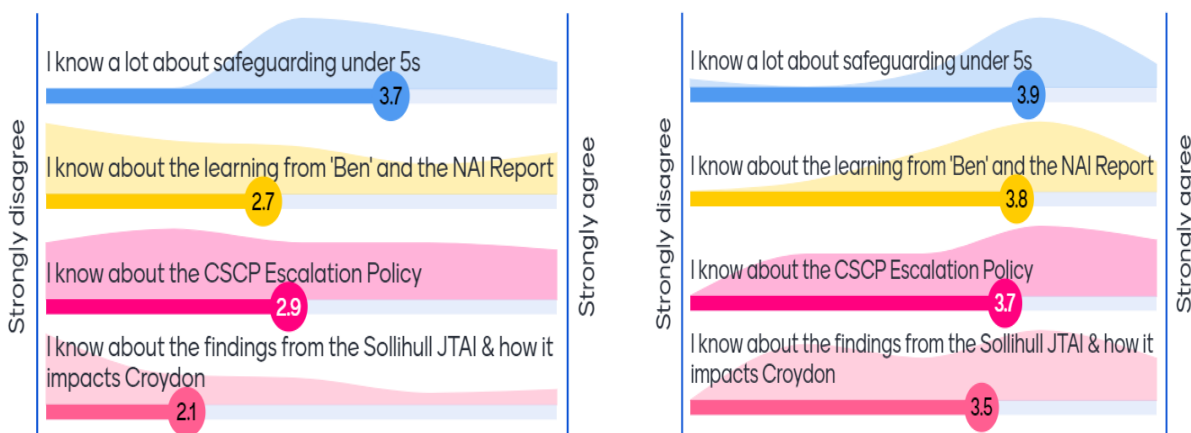 Strongly disagree
I know a lot about safeguarding under 5s
3.7
I know about the learning from 'Ben' and the NAI Report
2.7
I know about the CSCP Escalation Policy
2.9
I know about the findings from the Sollihull JTAI & how it
impacts Croydon
2.1
Strongly agree
Strongly disagree
I know a lot about safeguarding under 5s
3.9
I know about the learning from 'Ben' and the NAI Report
3.8
I know about the CSCP Escalation Policy
3.7
I know about the findings from the Sollihull JTAI & how it
impacts Croydon
3.5
Strongly agree